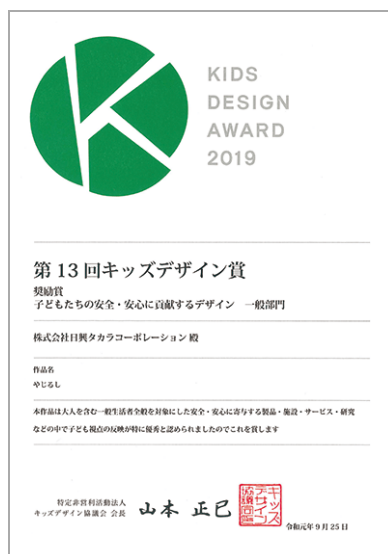 KIDS
DESIGN
AWARD
2019
第13回キッズデザイン賞
奨励賞
子どもたちの安全・安心に貢献するデザイン 一般部門
株式会社日興タカラコーポレーション 殿
作品名
やじるし
本作品は大人を含む一般生活者全般を対象にした安全・安心に寄与する製品・施設・サービス・研究
などの中で子ども視点の反映が特に優秀と認められましたのでこれを賞します
特定非営利活動法人
キッズデザイン協議会 会長 山本 正已
キッズ
デザイン
協議会印
令和元年9月25日